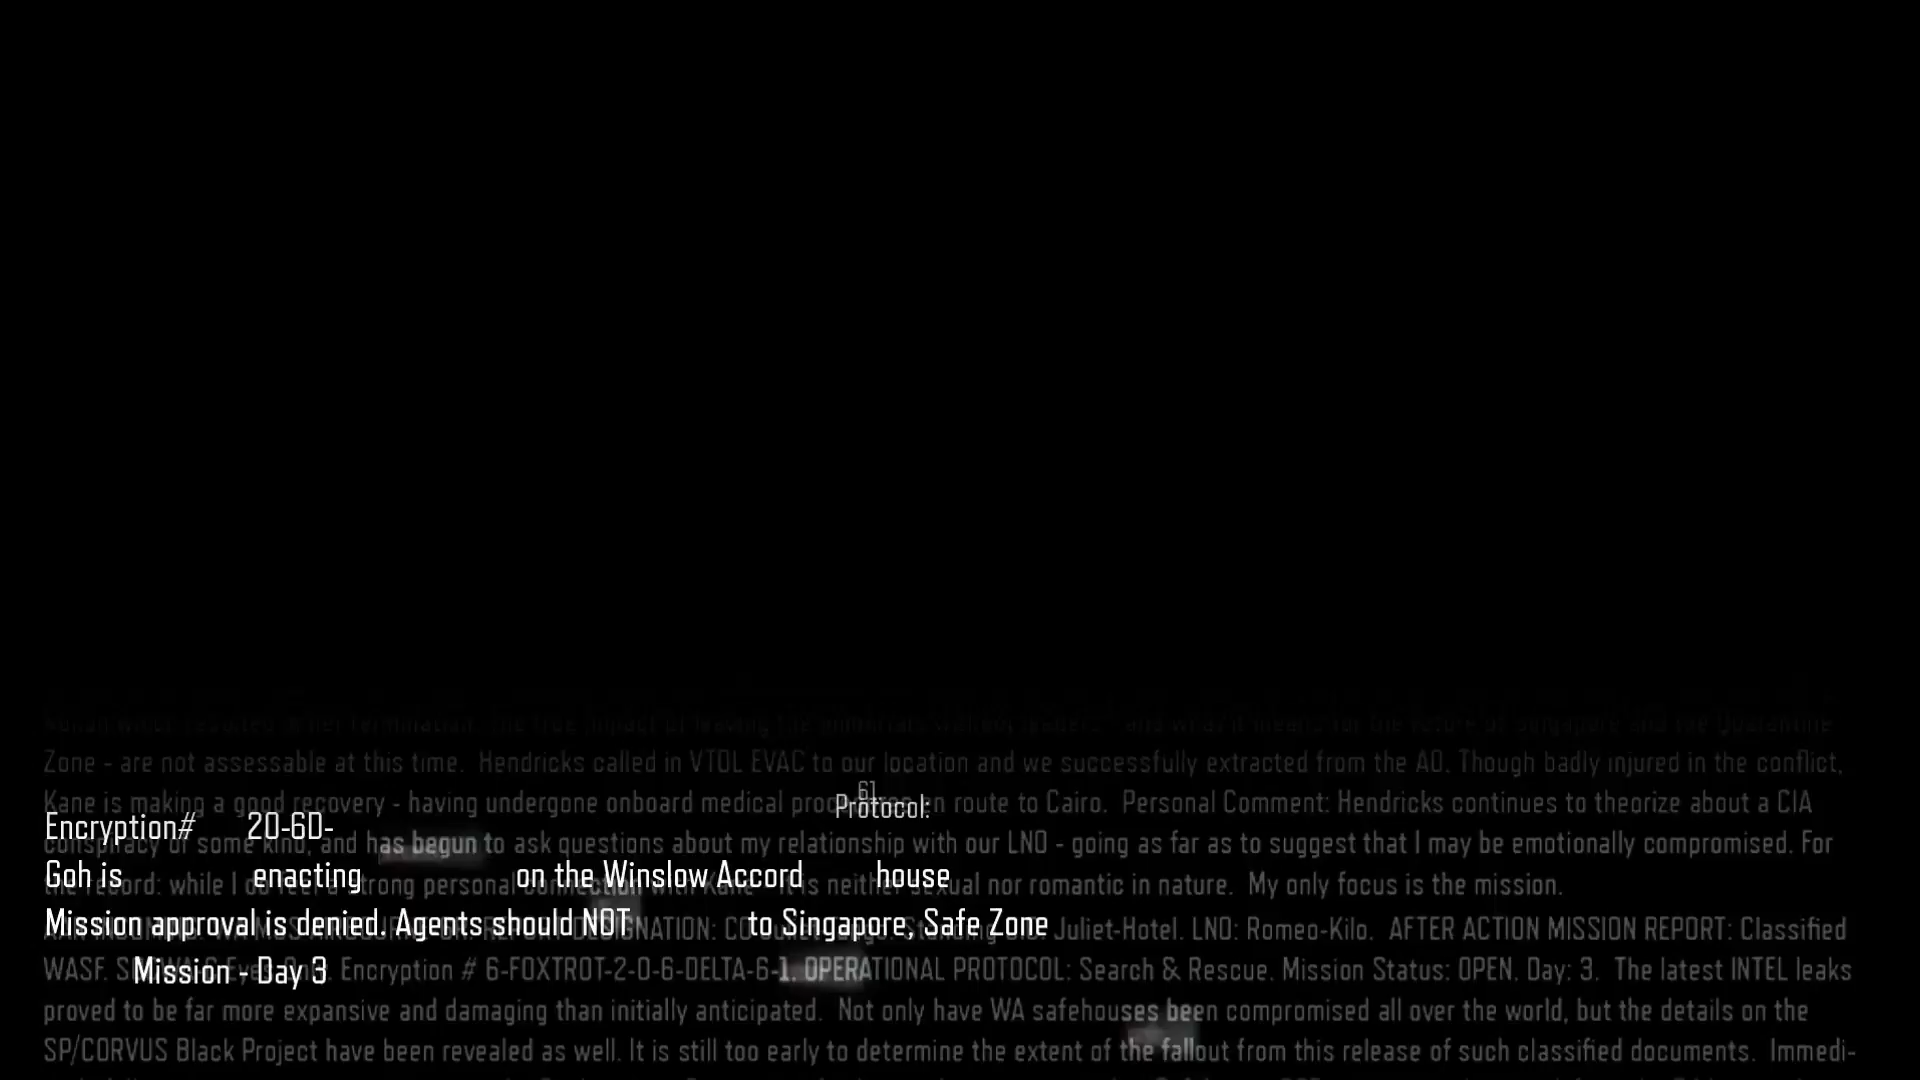 Zone - are not assessable at this time. Hendricks called in VTOL EVAC to our location and we successfully extracted from the AO. Though badly injured in the conflict,
Kane is making a good recovery - having undergone onboard medical en route to Cairo. Personal Comment: Hendricks continues to theorize about a CIA
61
Protocol:
Encryption# 20-6D-
conspiracy of some kind, and has begun to ask questions about my relationship with our LNO - going as far as to suggest that I may be emotionally compromised. For
Goh is enacting on the Winslow Accord house
record: while I strong personal is neither sexual nor romantic in nature. My only focus is the mission.
Mission approval is denied. Agents should NOT to Singapore, Safe Zone
Juliet-Hotel. LNO: Romeo-Kilo. AFTER ACTION MISSION REPORT: Classified
WASF. Encryption # 6-FOXTROT-2-0-6-DELTA-6-1. OPERATIONAL PROTOCOL: Search & Rescue. Mission Status: OPEN. Day: 3. The latest INTEL leaks
Mission - Day 3
proved to be far more expansive and damaging than initially anticipated. Not only have WA safehouses been compromised all over the world, but the details on the
SP/CORVUS Black Project have been revealed as well. It is still too early to determine the extent of the fallout from this release of such classified documents. Immedi-